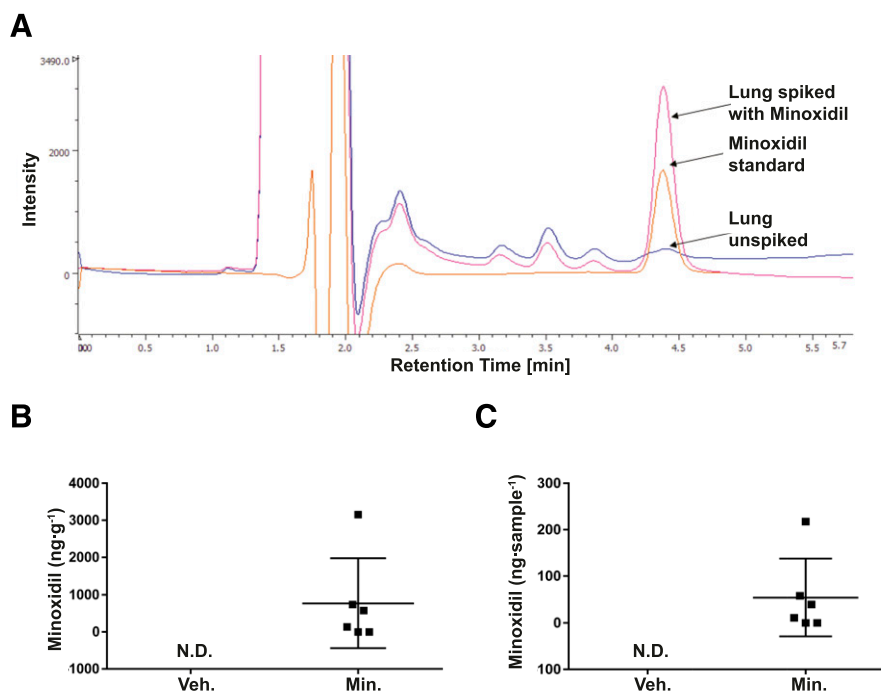 A
3490.0
Lung spiked
with Minoxidil
Minoxidil
standard
2000
Intensity
Lung
unspiked
0
000 0.5 1.0 1.5 2.0 2.5 3.0 3.5 4.0 4.5 5.0 5.5 5.7
Retention Time [min]
B
4000
3000
2000
1000
0
1000
Minoxidil (ng·g⁻¹)
N.D.
Veh. Min.
C
300
200
100
0
100
Minoxidil (ng·sample⁻¹)
N.D.
Veh. Min.